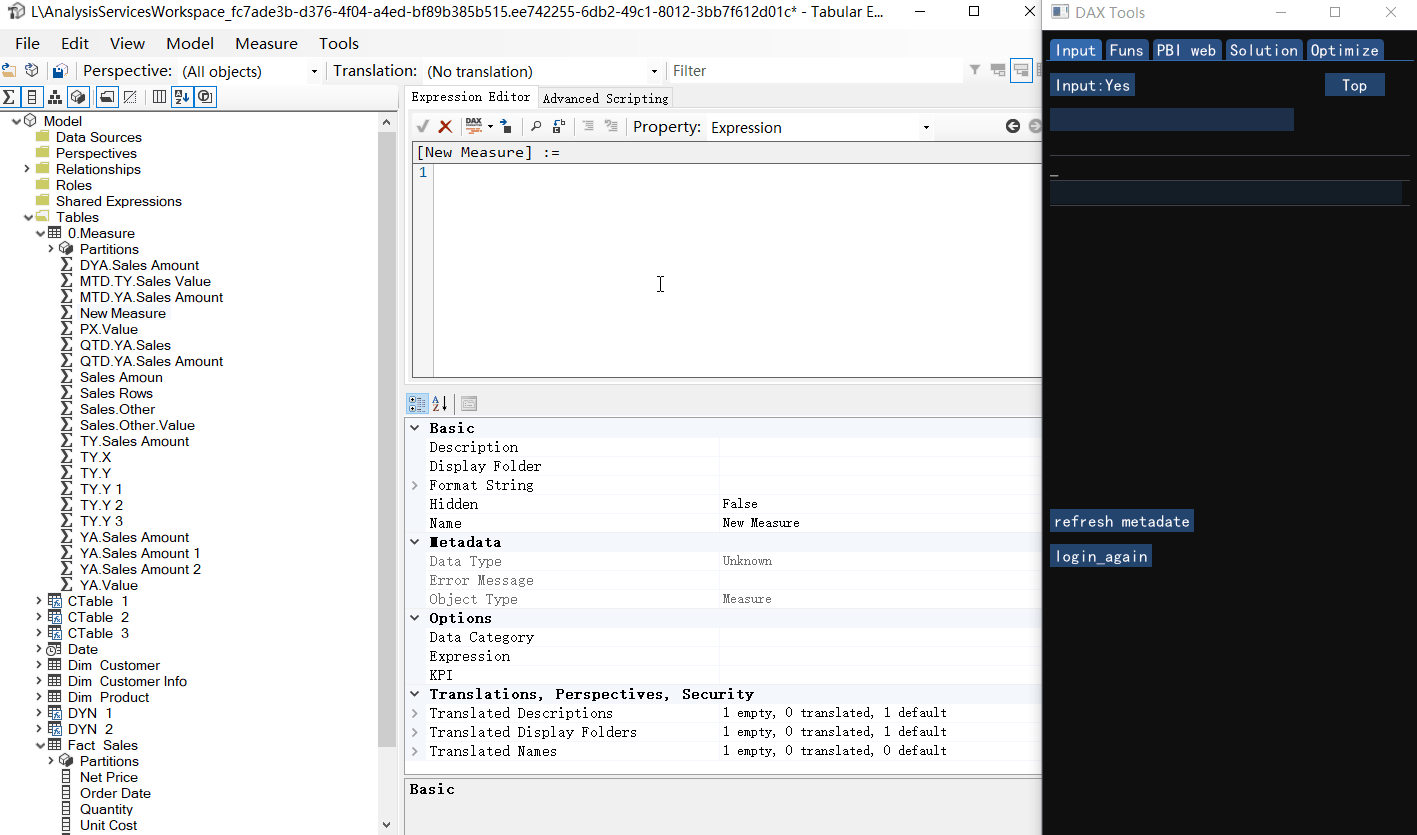 L\AnalysisServicesWorkspace_fc7ade3b-d376-4f04-a4ed-bf89b385b515.ee742255-6db2-49c1-8012-3bb7f612d01c* - Tabular E...
File Edit View Model Measure Tools
Perspective: (All objects) Translation: (No translation) Filter
Model
Data Sources
Perspectives
Relationships
Roles
Shared Expressions
Tables
0.Measure
Partitions
DYA.Sales Amount
MTD.TY.Sales Value
MTD.YA.Sales Amount
New Measure
PX.Value
QTD.YA.Sales
QTD.YA.Sales Amount
Sales Amoun
Sales Rows
Sales.Other
Sales.Other.Value
TY.Sales Amount
TY.X
TY.Y
TY.Y 1
TY.Y 2
TY.Y 3
YA.Sales Amount
YA.Sales Amount 1
YA.Sales Amount 2
YA.Value
CTable 1
CTable 2
CTable 3
Date
Dim Customer
Dim Customer Info
Dim Product
DYN 1
DYN 2
Fact Sales
Partitions
Net Price
Order Date
Quantity
Unit Cost
Expression Editor Advanced Scripting
DAX Property: Expression
[New Measure] :=
1
Basic
Description
Display Folder
Format String
Hidden False
Name New Measure
Metadata
Data Type Unknown
Error Message
Object Type Measure
Options
Data Category
Expression
KPI
Translations, Perspectives, Security
Translated Descriptions 1 empty, 0 translated, 1 default
Translated Display Folders 1 empty, 0 translated, 1 default
Translated Names 1 empty, 0 translated, 0 default
Basic
DAX Tools
Input Funs PBI web Solution Optimize
Input:Yes Top
_
refresh metadate
login_again